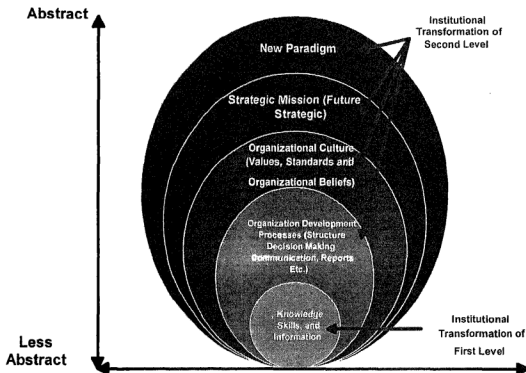 Abstract
Institutional
Transformation of
Second Level
New Paradigm
Strategic Mission (Future
Strategic)
Organizational Culture
(Values, Standards and
Organizational Beliefs)
Organization Development
Processes (Structure
Decision Making
Communication, Reports
Etc.)
, Knowledge
Skills, and
Information
Institutional
Transformation of
First Level
Less
Abstract